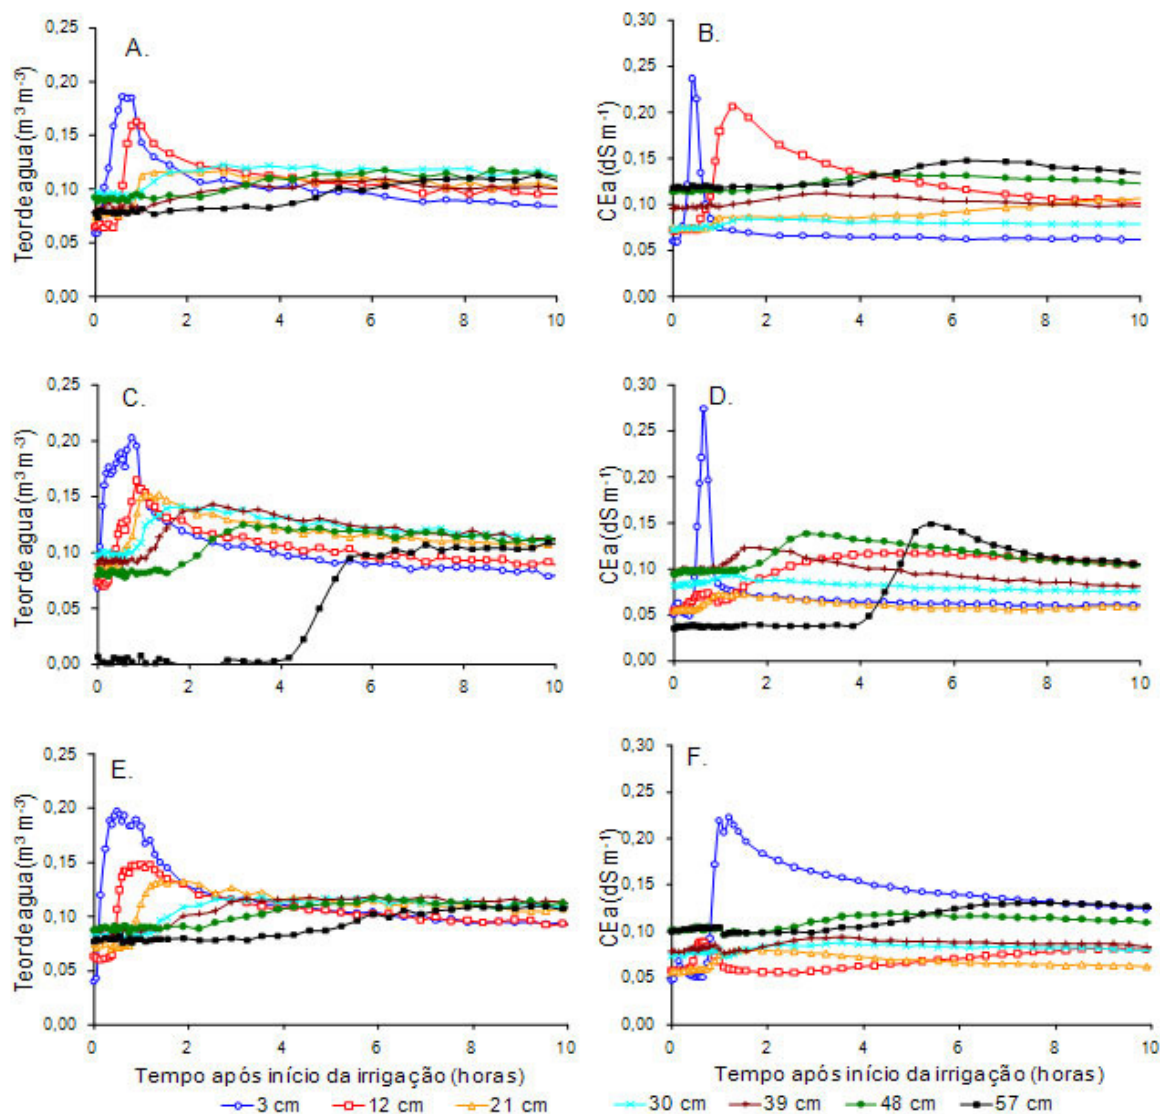 A.
Teor de água (m³ m⁻³)
0,25
0,20
0,15
0,10
0,05
0,00
0 2 4 6 8 10
B.
CEa (dS m⁻¹)
0,30
0,25
0,20
0,15
0,10
0,05
0,00
0 2 4 6 8 10
C.
Teor de água (m³ m⁻³)
0,25
0,20
0,15
0,10
0,05
0,00
0 2 4 6 8 10
D.
CEa (dS m⁻¹)
0,30
0,25
0,20
0,15
0,10
0,05
0,00
0 2 4 6 8 10
E.
Teor de água (m³ m⁻³)
0,25
0,20
0,15
0,10
0,05
0,00
0 2 4 6 8 10
Tempo após início da irrigação (horas)
F.
CEa (dS m⁻¹)
0,30
0,25
0,20
0,15
0,10
0,05
0,00
0 2 4 6 8 10
Tempo após início da irrigação (horas)
3 cm 12 cm 21 cm 30 cm 39 cm 48 cm 57 cm